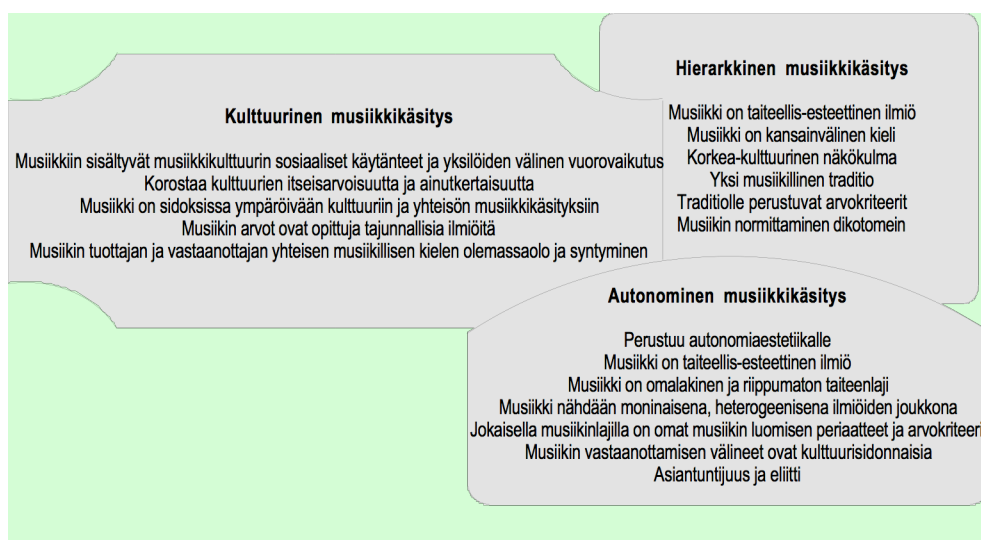 Kulttuurinen musiikkikäsitys
Musiikkiin sisältyvät musiikkikulttuurin sosiaaliset käytänteet ja yksilöiden välinen vuorovaikutus
Korostaa kulttuurien itseisarvoisuutta ja ainutkertaisuutta
Musiikki on sidoksissa ympäröivään kulttuuriin ja yhteisön musiikkikäsityksiin
Musiikin arvot ovat opittuja tajunnallisia ilmiöitä
Musiikin tuottajan ja vastaanottajan yhteisen musiikillisen kielen olemassaolo ja syntyminen
Hierarkkinen musiikkikäsitys
Musiikki on taiteellis-esteettinen ilmiö
Musiikki on kansainvälinen kieli
Korkea-kulttuurinen näkökulma
Yksi musiikillinen traditio
Traditiolle perustuvat arvokriteerit
Musiikin normittaminen dikotomein
Autonominen musiikkikäsitys
Perustuu autonomiaestetiikalle
Musiikki on taiteellis-esteettinen ilmiö
Musiikki on omalakinen ja riippumaton taiteenlaji
Musiikki nähdään moninaisena, heterogeenisena ilmiöiden joukkona
Jokaisella musiikinlajilla on omat musiikin luomisen periaatteet ja arvokriteeri
Musiikin vastaanottamisen välineet ovat kulttuurisidonnaisia
Asiantuntijuus ja eliitti